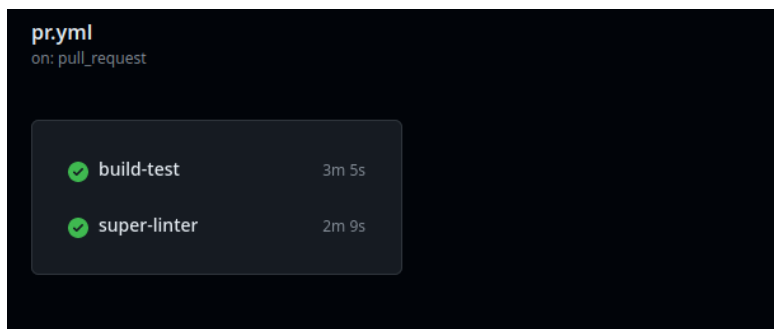 pr.yml
on: pull_request
build-test 3m 5s
super-linter 2m 9s